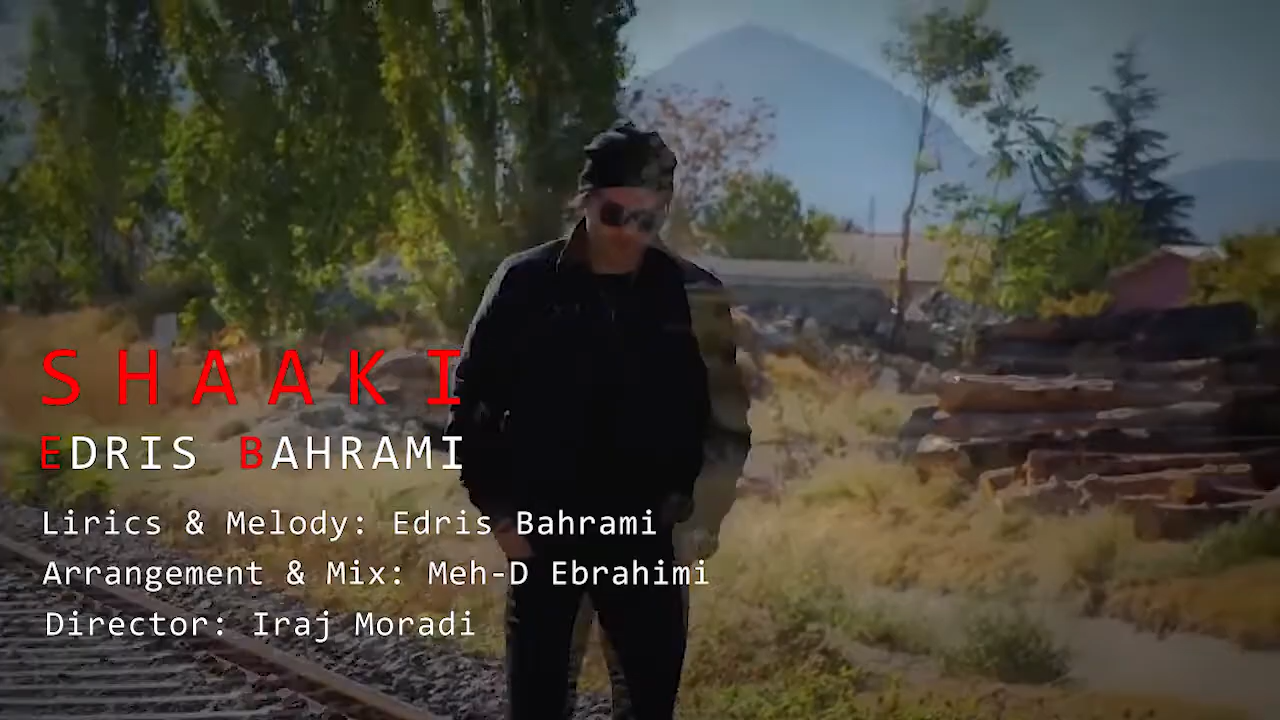 SHAAKI
EDRIS BAHRAMI
Lirics & Melody: Edris Bahrami
Arrangement & Mix: Meh-D Ebrahimi
Director: Iraj Moradi